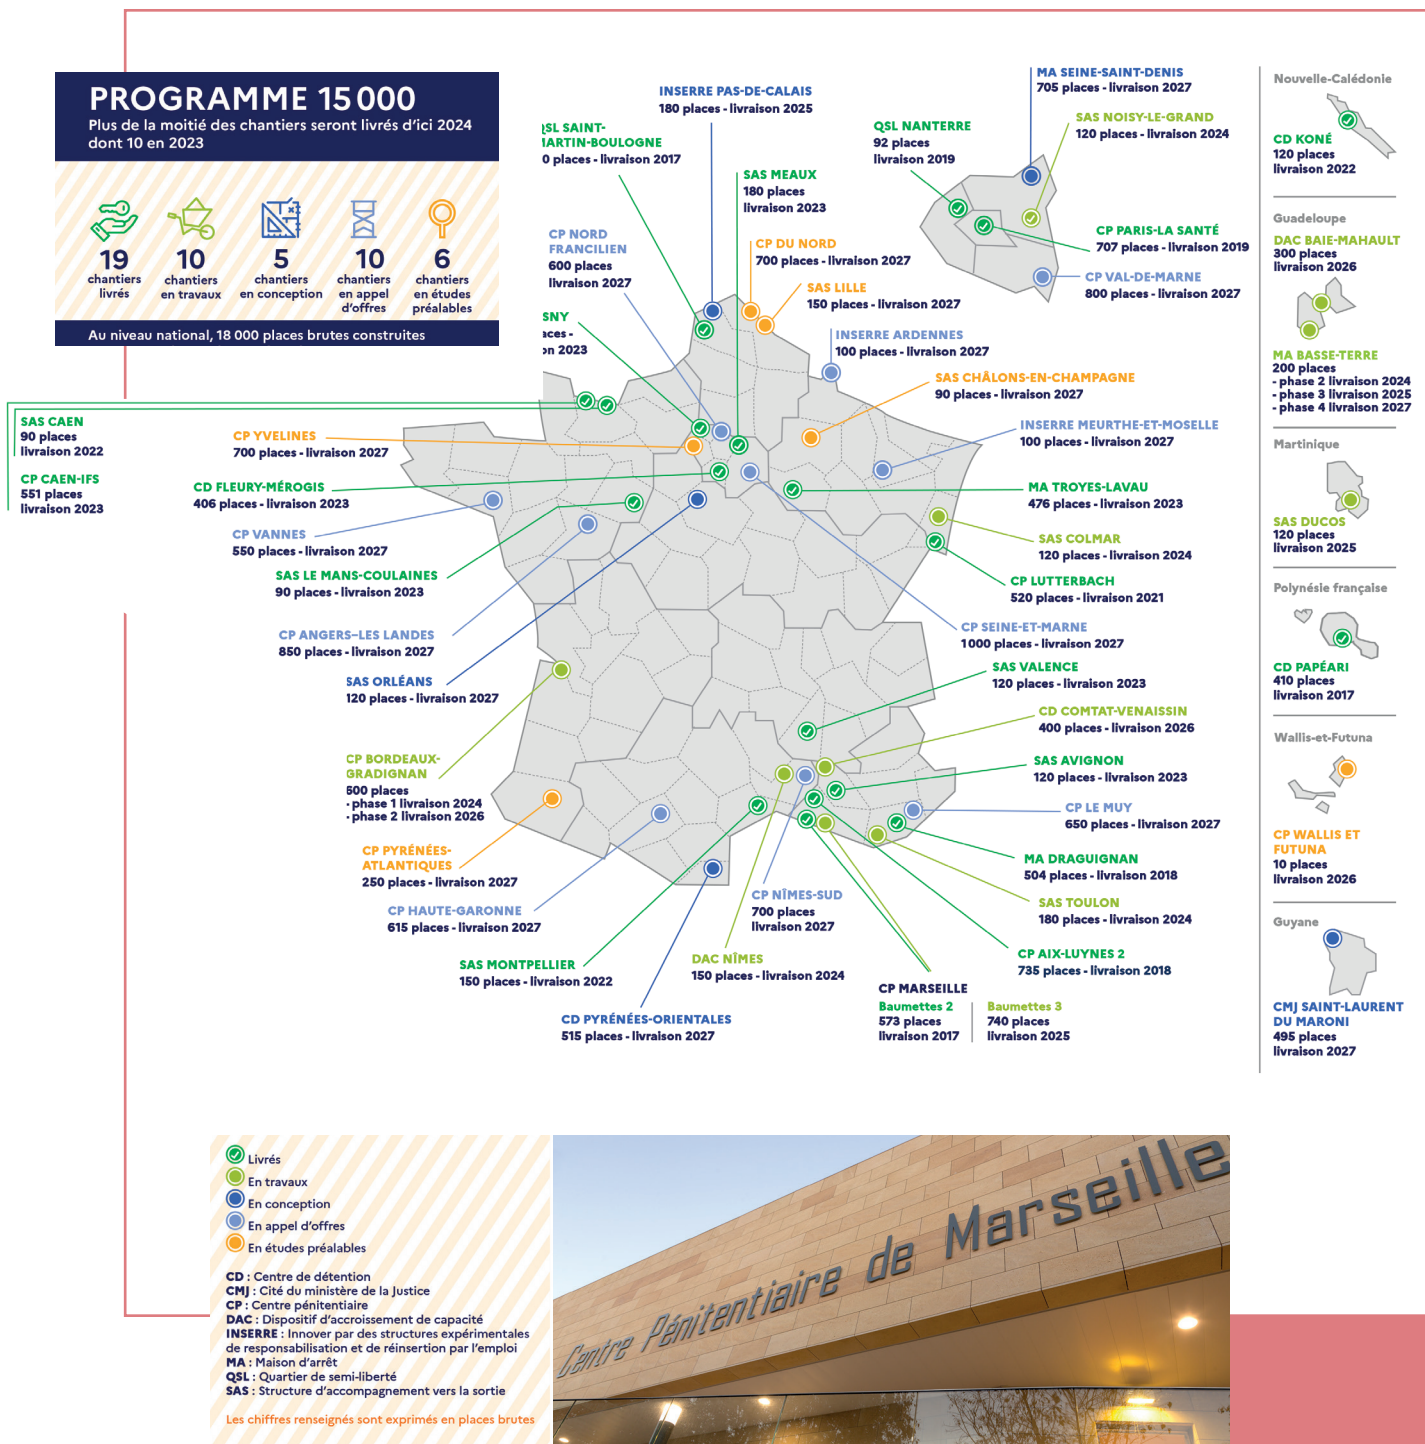 PROGRAMME 15 000
Plus de la moitié des chantiers seront livrés d'ici 2024
dont 10 en 2023
19
chantiers
livrés
10
chantiers
en travaux
5
chantiers
en conception
10
chantiers
en appel
d'offres
6
chantiers
en études
préalables
Au niveau national, 18 000 places brutes construites
INSERRE PAS-DE-CALAIS
180 places - livraison 2025
QSL SAINT-
MARTIN-BOULOGNE
0 places - livraison 2017
SAS MEAUX
180 places
livraison 2023
CP NORD
FRANCILIEN
600 places
livraison 2027
CP DU NORD
700 places - livraison 2027
SAS LILLE
150 places - livraison 2027
SNY
aces -
on 2023
INSERRE ARDENNES
100 places - livraison 2027
SAS CHÂLONS-EN-CHAMPAGNE
90 places - livraison 2027
INSERRE MEURTHE-ET-MOSELLE
100 places - livraison 2027
MA SEINE-SAINT-DENIS
705 places - livraison 2027
SAS NOISY-LE-GRAND
120 places - livraison 2024
QSL NANTERRE
92 places
livraison 2019
CP PARIS-LA SANTÉ
707 places - livraison 2019
CP VAL-DE-MARNE
800 places - livraison 2027
SAS CAEN
90 places
livraison 2022
CP CAEN-IFS
551 places
livraison 2023
CP YVELINES
700 places - livraison 2027
CD FLEURY-MÉROGIS
406 places - livraison 2023
CP VANNES
550 places - livraison 2027
SAS LE MANS-COULAINES
90 places - livraison 2023
CP ANGERS–LES LANDES
850 places - livraison 2027
SAS ORLÉANS
120 places - livraison 2027
CP BORDEAUX-
GRADIGNAN
600 places
- phase 1 livraison 2024
- phase 2 livraison 2026
CP PYRÉNÉES-
ATLANTIQUES
250 places - livraison 2027
CP HAUTE-GARONNE
615 places - livraison 2027
SAS MONTPELLIER
150 places - livraison 2022
CD PYRÉNÉES-ORIENTALES
515 places - livraison 2027
DAC NÎMES
150 places - livraison 2024
CP NÎMES-SUD
700 places
livraison 2027
CP MARSEILLE
Baumettes 2
573 places
livraison 2017
Baumettes 3
740 places
livraison 2025
MA TROYES-LAVAU
476 places - livraison 2023
SAS COLMAR
120 places - livraison 2024
CP LUTTERBACH
520 places - livraison 2021
CP SEINE-ET-MARNE
1000 places - livraison 2027
SAS VALENCE
120 places - livraison 2023
CD COMTAT-VENAISSIN
400 places - livraison 2026
SAS AVIGNON
120 places - livraison 2023
CP LE MUY
650 places - livraison 2027
MA DRAGUIGNAN
504 places - livraison 2018
SAS TOULON
180 places - livraison 2024
CP AIX-LUYNES 2
735 places - livraison 2018
Nouvelle-Calédonie
CD KONÉ
120 places
livraison 2022
Guadeloupe
DAC BAIE-MAHAULT
300 places
livraison 2026
MA BASSE-TERRE
200 places
- phase 2 livraison 2024
- phase 3 livraison 2025
- phase 4 livraison 2027
Martinique
SAS DUCOS
120 places
livraison 2025
Polynésie française
CD PAPÉARI
410 places
livraison 2017
Wallis-et-Futuna
CP WALLIS ET
FUTUNA
10 places
livraison 2026
Guyane
CMJ SAINT-LAURENT
DU MARONI
495 places
livraison 2027
Livrés
En travaux
En conception
En appel d'offres
En études préalables
CD : Centre de détention
CMJ : Cité du ministère de la Justice
CP : Centre pénitentiaire
DAC : Dispositif d'accroissement de capacité
INSERRE : Innover par des structures expérimentales
de responsabilisation et de réinsertion par l'emploi
MA : Maison d'arrêt
QSL : Quartier de semi-liberté
SAS : Structure d'accompagnement vers la sortie
Les chiffres renseignés sont exprimés en places brutes
Centre Pénitentiaire de Marseille